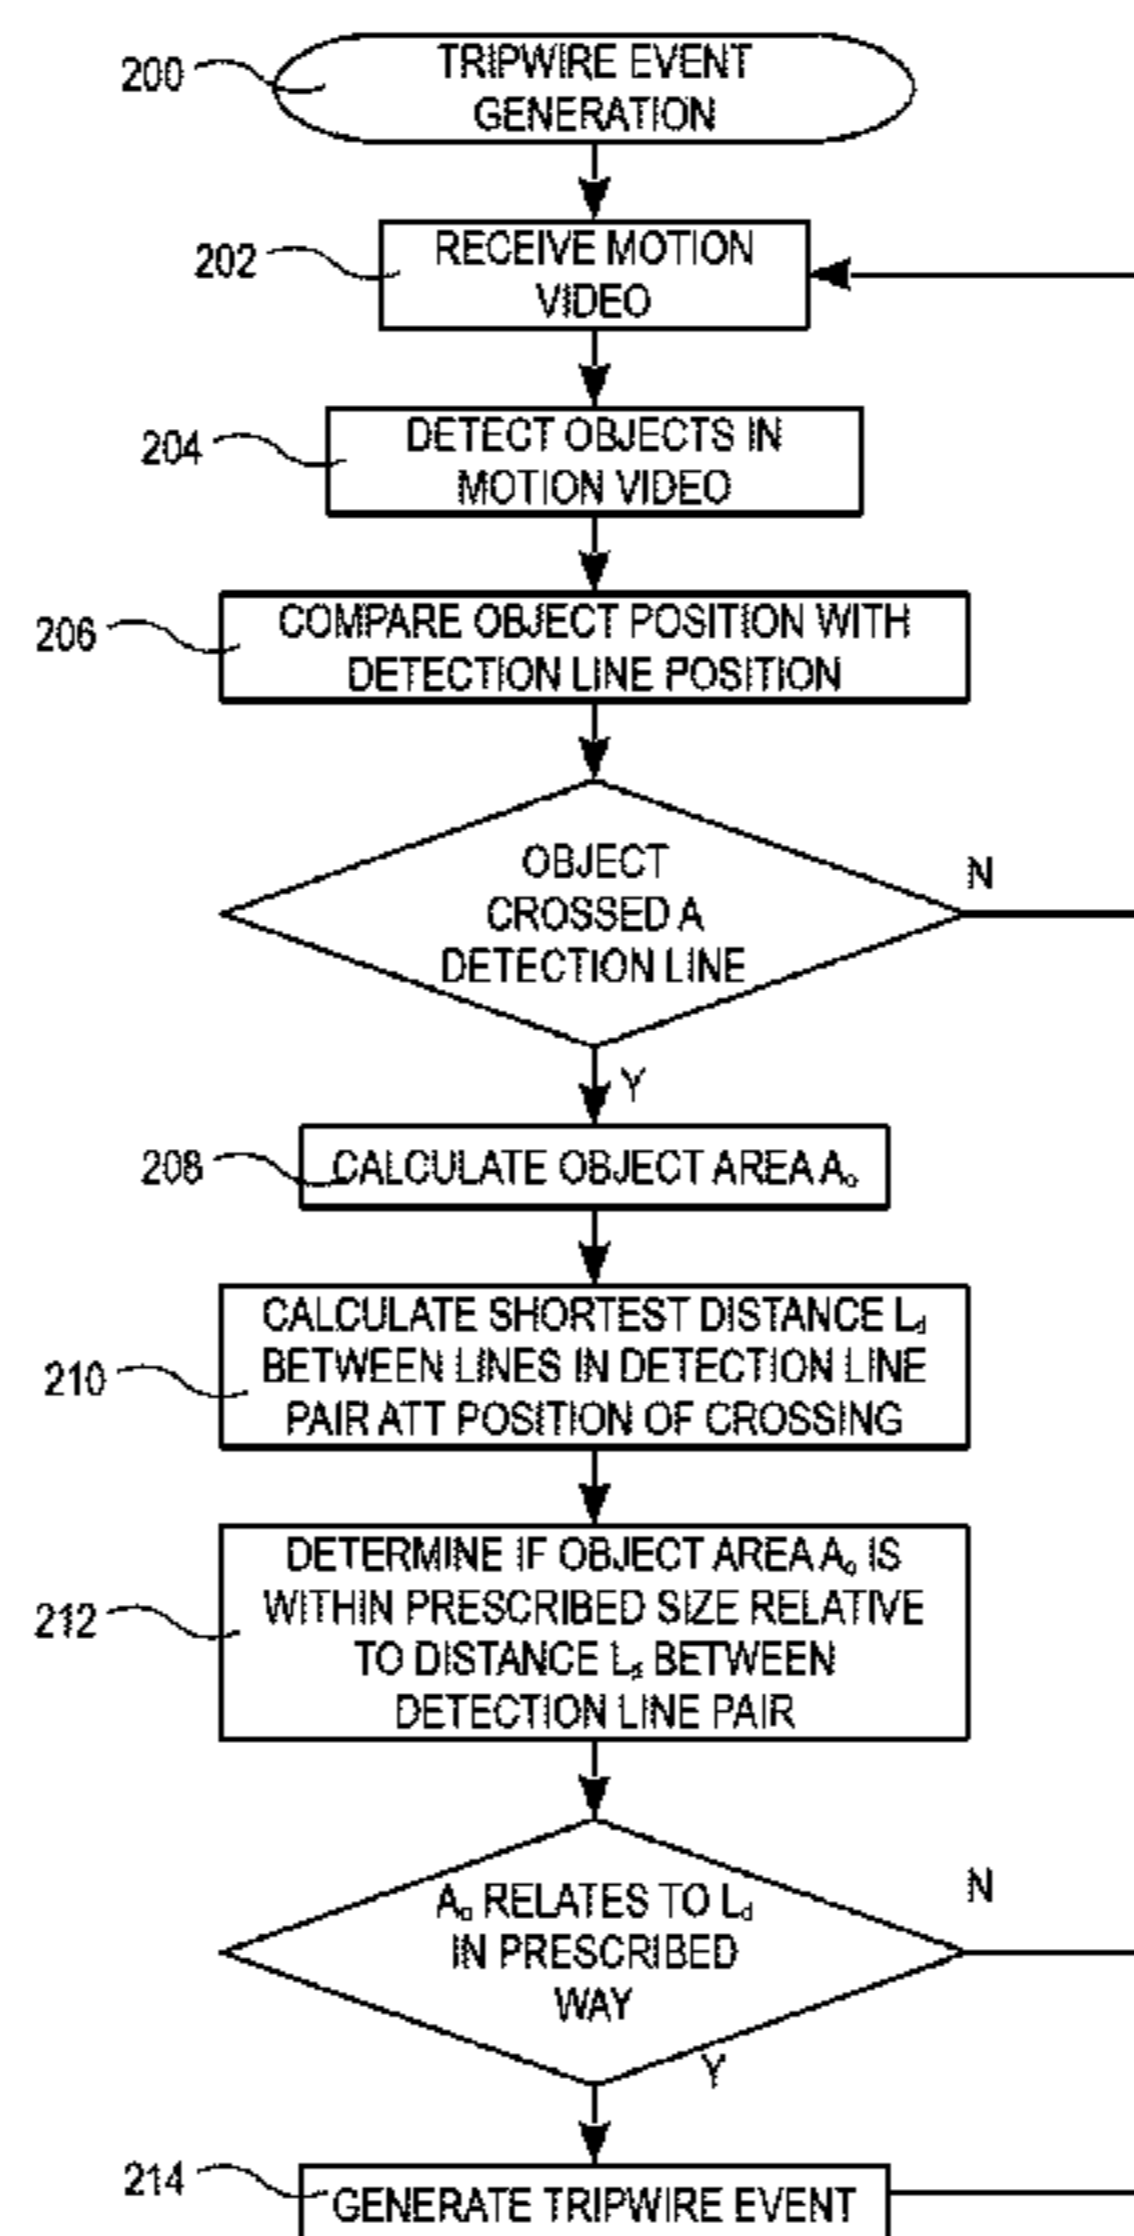 200
TRIPWIRE EVENT
GENERATION
202
RECEIVE MOTION
VIDEO
204
DETECT OBJECTS IN
MOTION VIDEO
206
COMPARE OBJECT POSITION WITH
DETECTION LINE POSITION
OBJECT
CROSSED A
DETECTION LINE
N
Y
208
CALCULATE OBJECT AREA Aₒ
210
CALCULATE SHORTEST DISTANCE L_d
BETWEEN LINES IN DETECTION LINE
PAIR ATT POSITION OF CROSSING
212
DETERMINE IF OBJECT AREA Aₒ IS
WITHIN PRESCRIBED SIZE RELATIVE
TO DISTANCE L_d BETWEEN
DETECTION LINE PAIR
Aₒ RELATES TO L_d
IN PRESCRIBED
WAY
N
Y
214
GENERATE TRIPWIRE EVENT